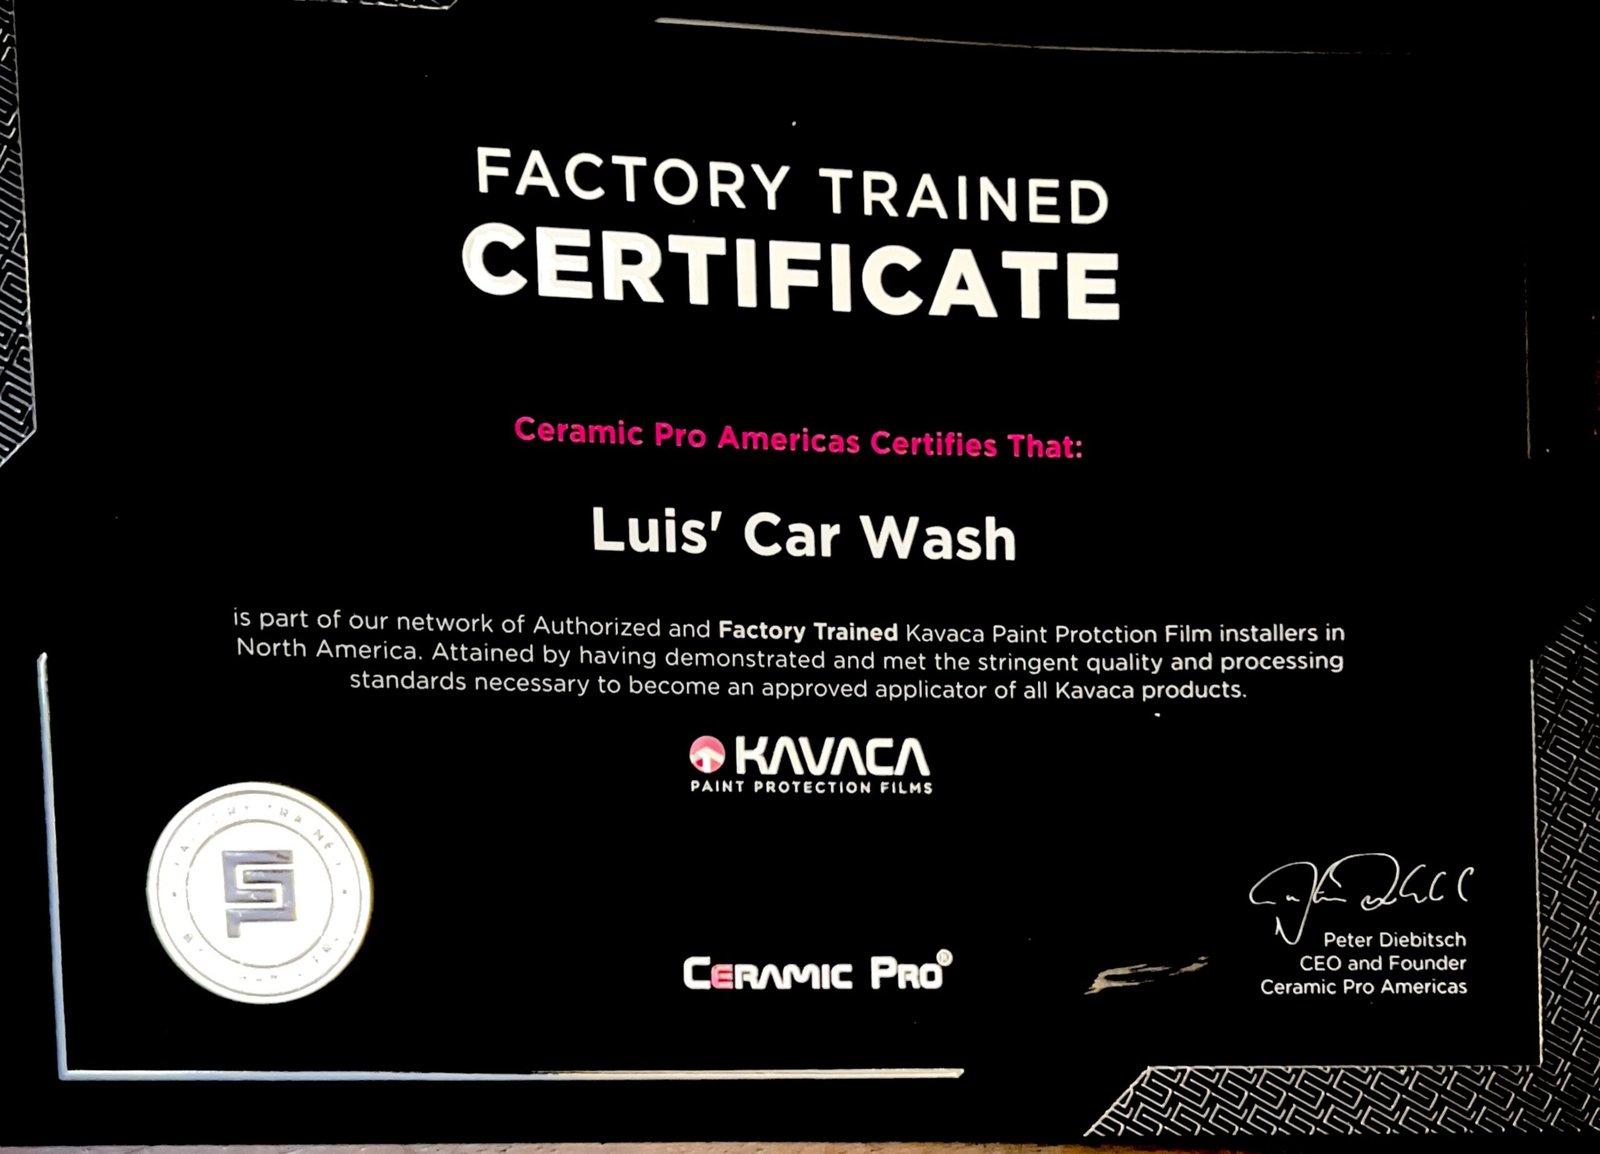 FACTORY TRAINED
CERTIFICATE
Ceramic Pro Americas Certifies That:
Luis' Car Wash
is part of our network of Authorized and Factory Trained Kavaca Paint Protction Film installers in
North America. Attained by having demonstrated and met the stringent quality and processing
standards necessary to become an approved applicator of all Kavaca products.
KAVACA
PAINT PROTECTION FILMS
CERAMIC PRO®
Peter Diebitsch
CEO and Founder
Ceramic Pro Americas